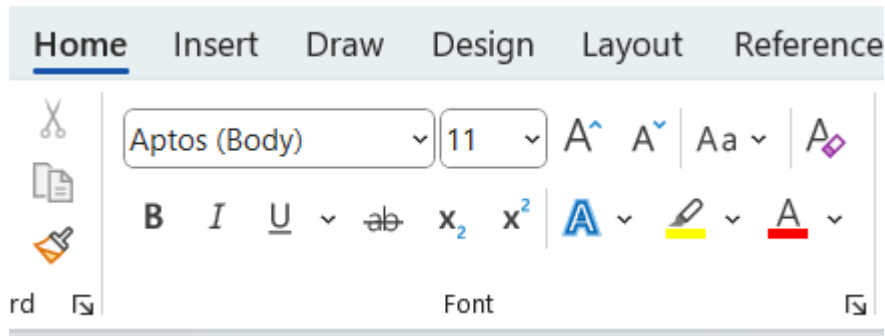 Home Insert Draw Design Layout Reference
Aptos (Body) 11 A A Aa A
B I U ab x2 x2 A A
rd Font